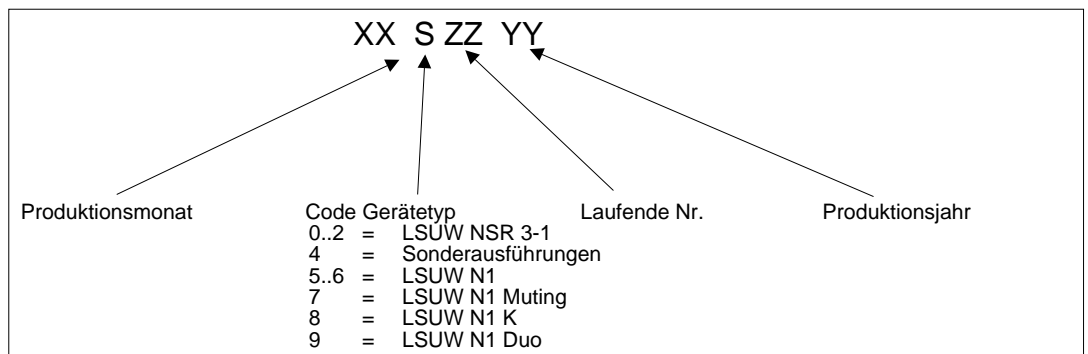 XX S ZZ YY
Produktionsmonat Code Gerätetyp Laufende Nr. Produktionsjahr
0..2 = LSUW NSR 3-1
4 = Sonderausführungen
5..6 = LSUW N1
7 = LSUW N1 Muting
8 = LSUW N1 K
9 = LSUW N1 Duo